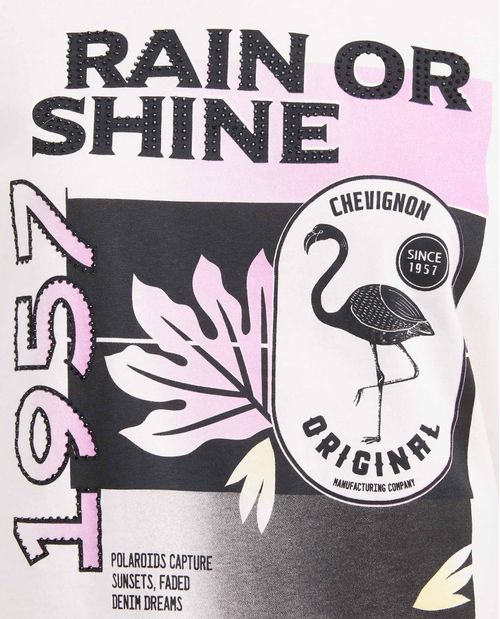 RAIN OR
SHINE
1957
CHEVIGNON
SINCE
1957
ORIGINAL
MANUFACTURING COMPANY
POLAROIDS CAPTURE
SUNSETS, FADED
DENIM DREAMS